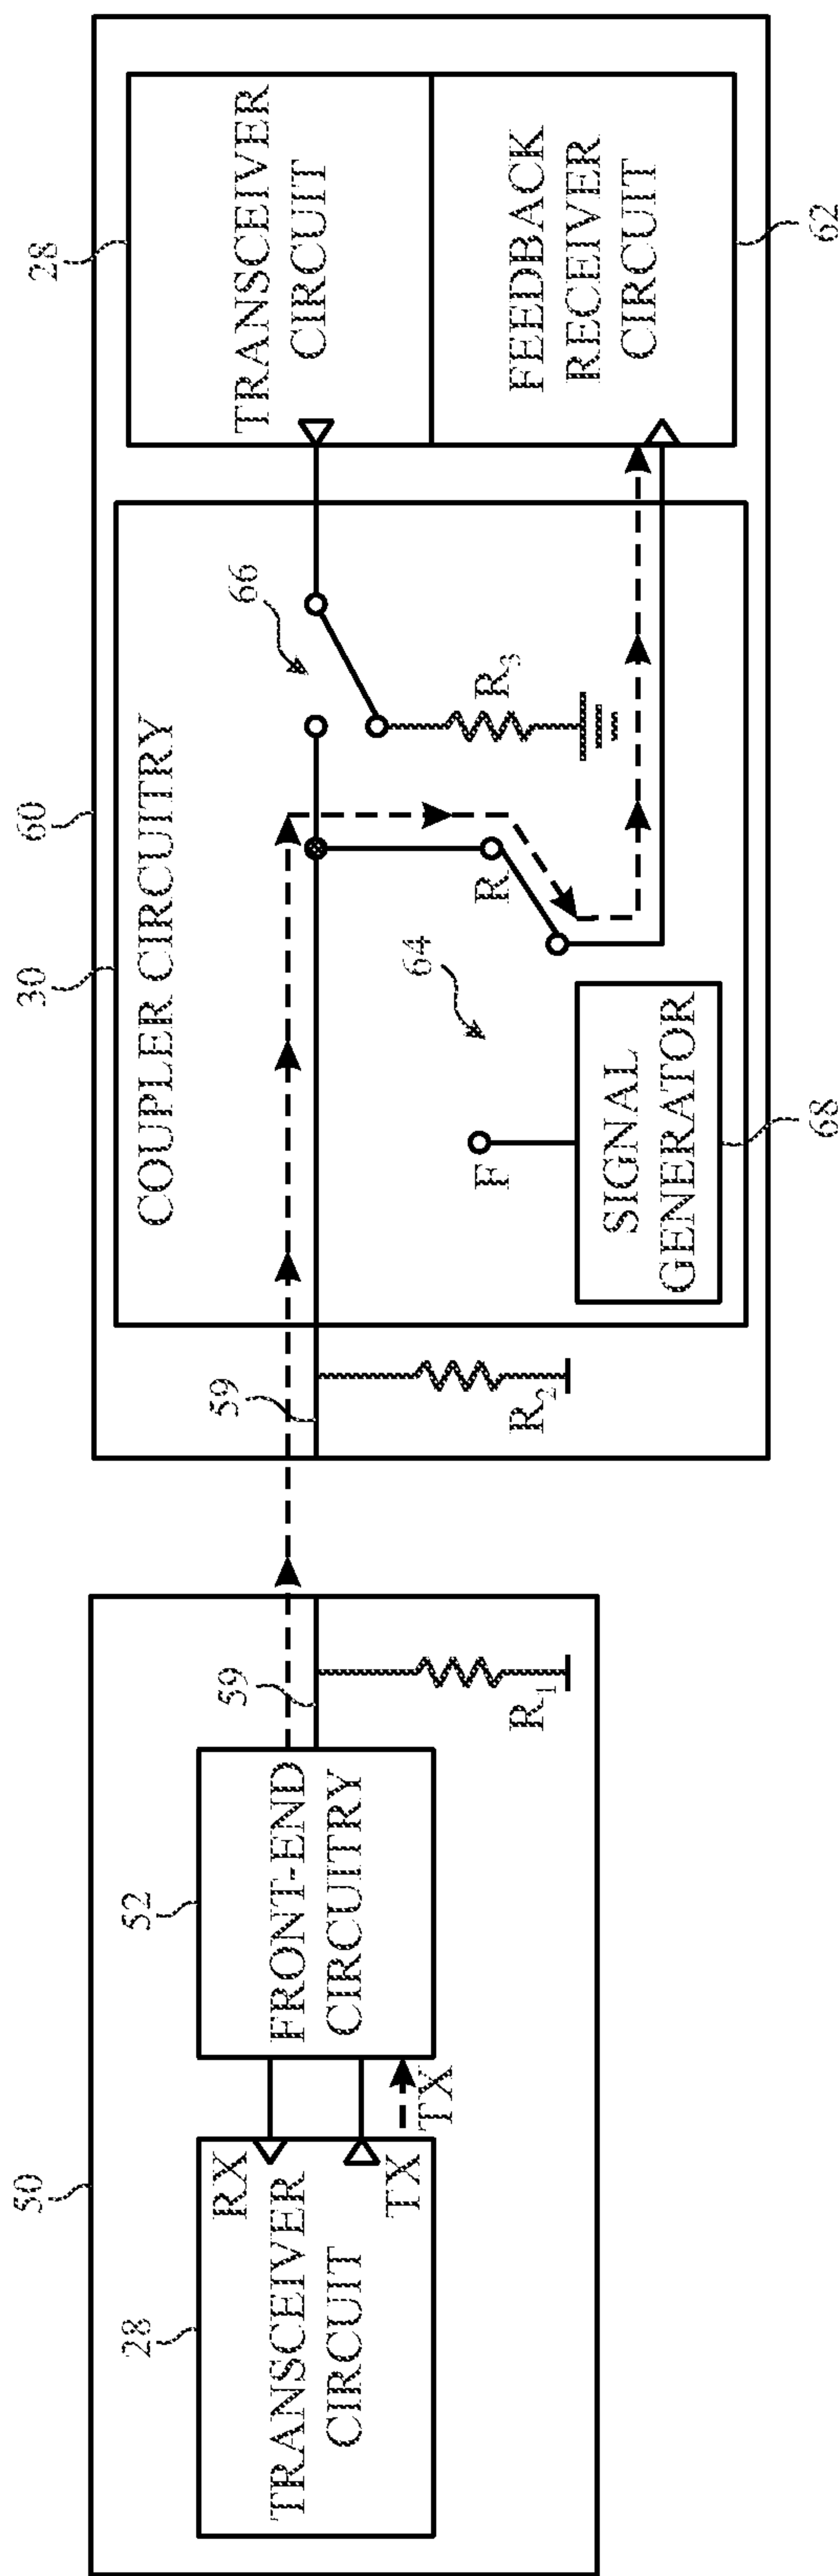 50
28
TRANSCEIVER
CIRCUIT
RX
TX
TX
52
FRONT-END
CIRCUITRY
59
R1
60
59
R2
30
COUPLER CIRCUITRY
64
F
R
SIGNAL
GENERATOR
68
66
R3
28
TRANSCEIVER
CIRCUIT
FEEDBACK
RECEIVER
CIRCUIT
62